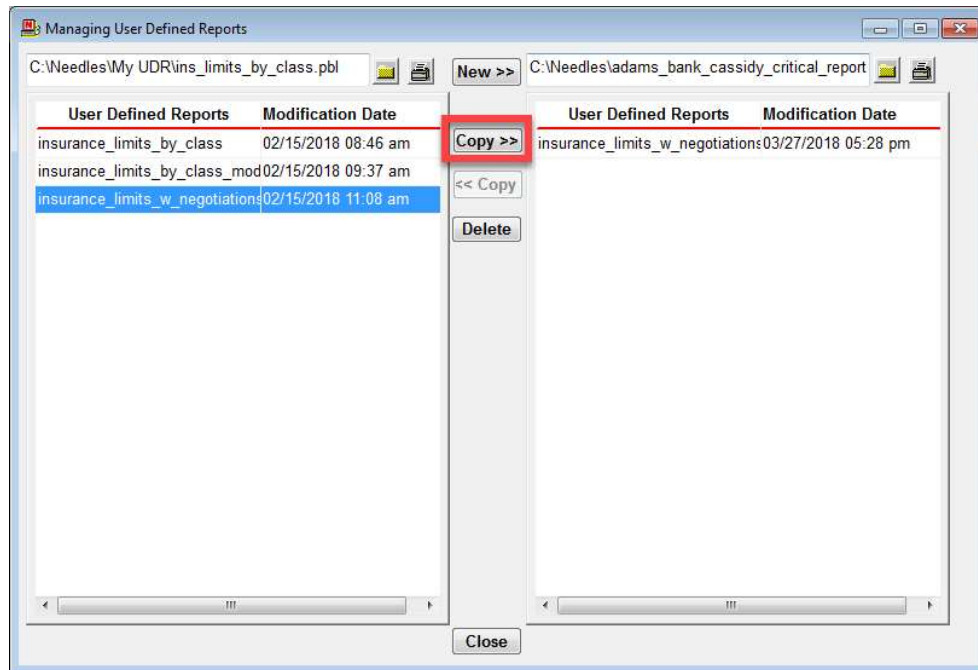 Managing User Defined Reports
C:\Needles\My UDR\ins_limits_by_class.pbl
New >>
C:\Needles\adams_bank_cassidy_critical_report
User Defined Reports Modification Date
User Defined Reports Modification Date
insurance_limits_by_class 02/15/2018 08:46 am
Copy >>
insurance_limits_w_negotiations 03/27/2018 05:28 pm
insurance_limits_by_class_mod 02/15/2018 09:37 am
<< Copy
insurance_limits_w_negotiations 02/15/2018 11:08 am
Delete
Close